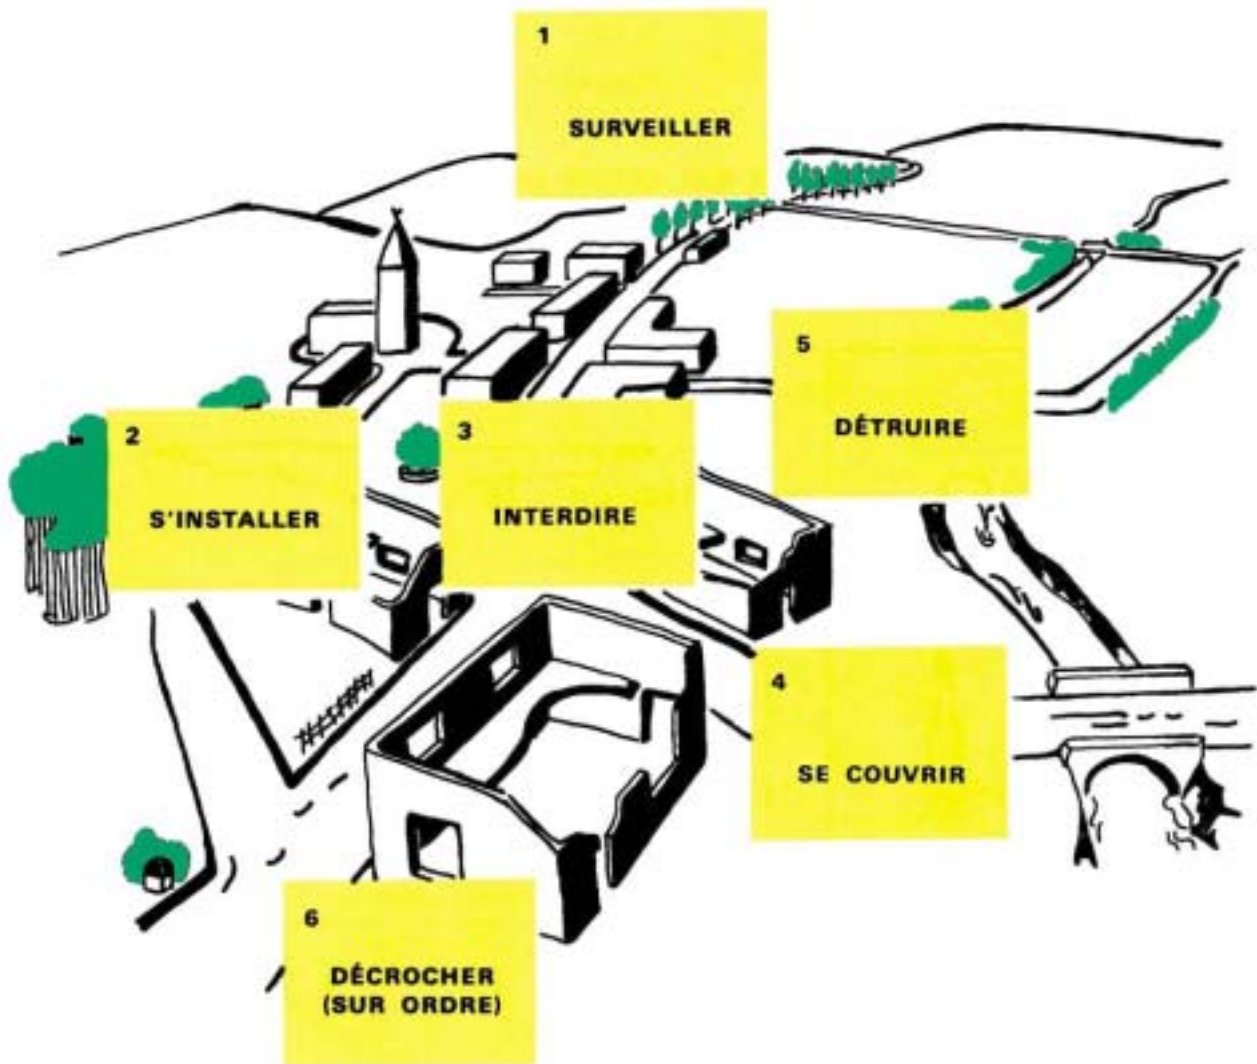 1
SURVEILLER
2
S'INSTALLER
3
INTERDIRE
4
SE COUVRIR
5
DÉTRUIRE
6
DÉCROCHER
(SUR ORDRE)